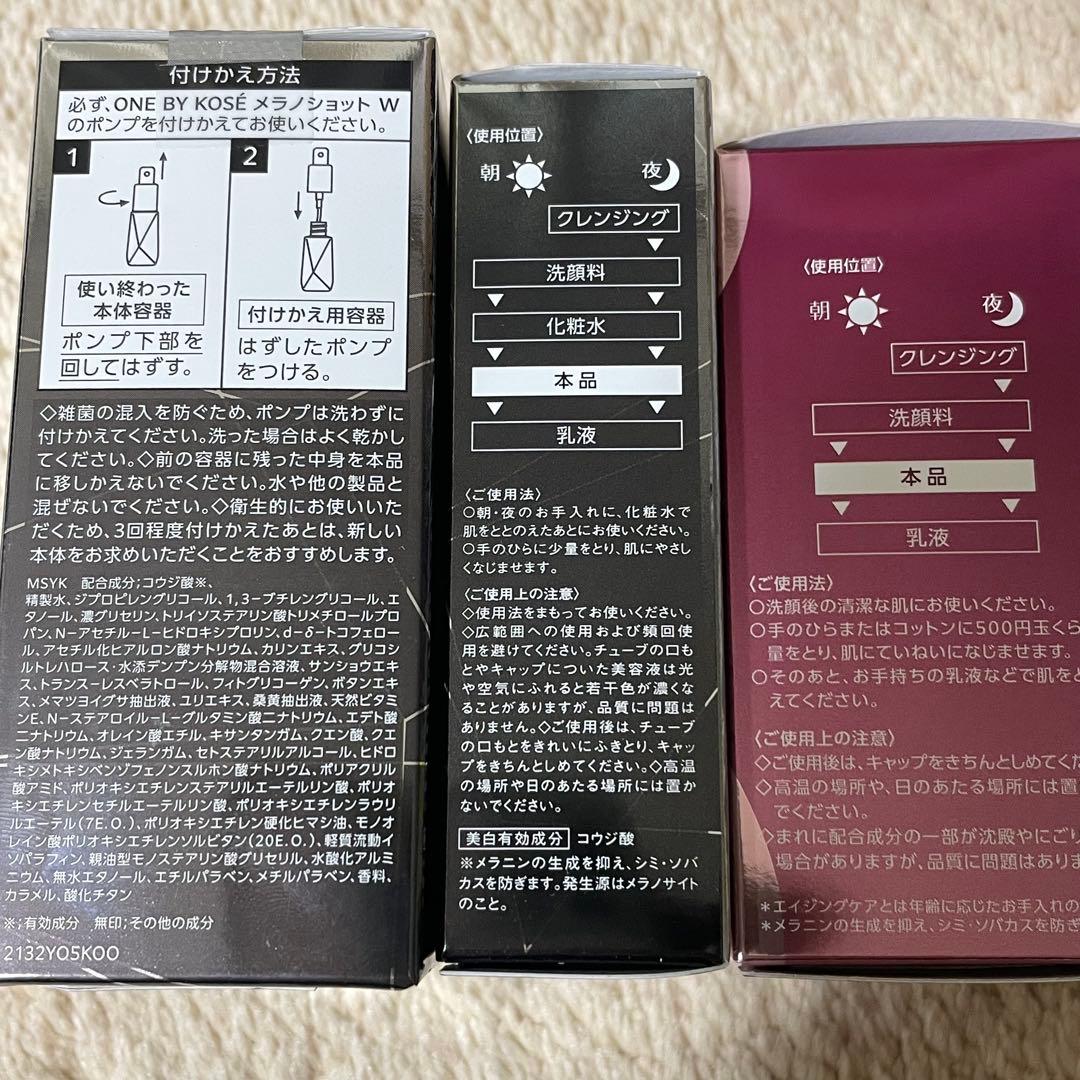 付けかえ方法
必ず、ONE BY KOSÉ メラノショット W
のポンプを付けかえてお使いください。
1
2
使い終わった
本体容器
ポンプ下部を
回してはずす。
付けかえ用容器
はずしたポンプ
をつける。
◇雑菌の混入を防ぐため、ポンプは洗わずに
付けかえてください。洗った場合はよく乾かし
てください。◇前の容器に残った中身を本品
に移しかえないでください。水や他の製品と
混ぜないでください。◇衛生的にお使いいた
だくため、3回程度付けかえたあとは、新しい
本体をお求めいただくことをおすすめします。
MSYK 配合成分;コウジ酸※、
精製水、ジプロピレングリコール、1,3-ブチレングリコール、エ
タノール、濃グリセリン、トリイソステアリン酸トリメチロールプロ
パン、N-アセチル-L-ヒドロキシプロリン、d-δ-トコフェロ
ール、アセチル化ヒアルロン酸ナトリウム、カリンエキス、グリコシ
ルトレハロース・水添デンプン分解物混合溶液、サンショウエキ
ス、トランス-レスベラトロール、フィトグリコーゲン、ボタンエキ
ス、メマツヨイグサ抽出液、ユリエキス、桑黄抽出液、天然ビタミ
ンE、N-ステアロイル-L-グルタミン酸二ナトリウム、エデト酸
二ナトリウム、オレイン酸エチル、キサンタンガム、クエン酸、クエ
ン酸ナトリウム、ジェランガム、セトステアリルアルコール、ヒドロ
キシメトキシベンゾフェノンスルホン酸ナトリウム、ポリアクリル
酸アミド、ポリオキシエチレンステアリルエーテルリン酸、ポリオ
キシエチレンセチルエーテルリン酸、ポリオキシエチレンラウリ
ルエーテル(7E.O.)、ポリオキシエチレン硬化ヒマシ油、モノオ
レイン酸ポリオキシエチレンソルビタン(20E.O.)、軽質流動イ
ソパラフィン、親油型モノステアリン酸グリセリル、水酸化アルミ
ニウム、無水エタノール、エチルパラベン、メチルパラベン、香料、
カラメル、酸化チタン
※;有効成分 無印;その他の成分
2132YO5KOO
〈使用位置〉
朝
夜
クレンジング
洗顔料
化粧水
本品
乳液
〈ご使用法〉
○朝・夜のお手入れに、化粧水で
肌をととのえたあとにお使いください。
○手のひらに少量をとり、肌にやさし
くなじませます。
〈ご使用上の注意〉
◇使用法をまもってお使いください。
◇広範囲への使用および頻回使
用を避けてください。チューブの口も
とやキャップについた美容液は光
や空気にふれると若干色が濃くな
ることがありますが、品質に問題は
ありません。◇ご使用後は、チューブ
の口もとをきれいにふきとり、キャッ
プをきちんとしめてください。◇高温
の場所や日のあたる場所には置か
ないでください。
美白有効成分 コウジ酸
※メラニンの生成を抑え、シミ・ソバ
カスを防ぎます。発生源はメラノサイト
のこと。
〈使用位置〉
朝
夜
クレンジング
洗顔料
本品
乳液
〈ご使用法〉
○洗顔後の清潔な肌にお使いください。
○手のひらまたはコットンに500円玉くら
量をとり、肌にていねいになじませます。
○そのあと、お手持ちの乳液などで肌をと
えてください。
〈ご使用上の注意〉
◇ご使用後は、キャップをきちんとしめてくだ
◇高温の場所や、日のあたる場所には置
でください。
◇まれに配合成分の一部が沈殿やにごり
場合がありますが、品質に問題はありま
＊エイジングケアとは年齢に応じたお手入れの
＊メラニンの生成を抑え、シミ・ソバカスを防ぎ